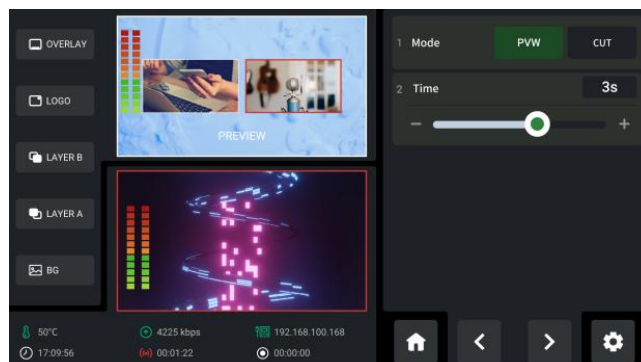 OVERLAY
LOGO
LAYER B
LAYER A
BG
PREVIEW
1 Mode PVW CUT
2 Time 3s
50°C 4225 kbps 192.168.100.168
17:09:56 00:01:22 00:00:00